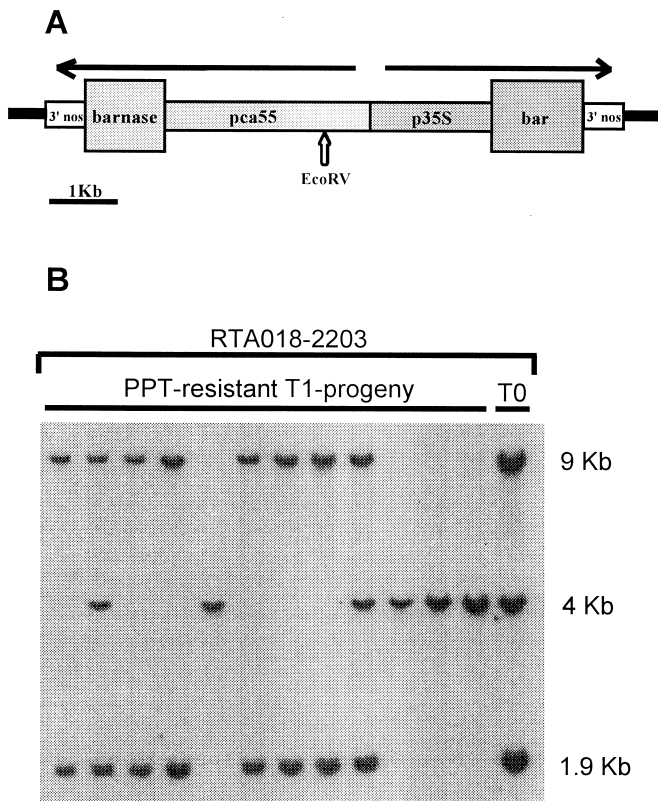 A
3' nos barnase pca55 p35S bar 3' nos
EcoRV
1Kb
B
RTA018-2203
PPT-resistant T1-progeny T0
9 Kb
4 Kb
1.9 Kb